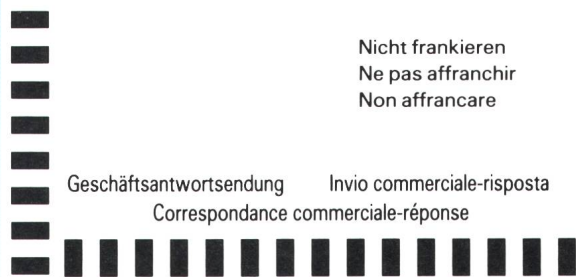 Nicht frankieren
Ne pas affranchir
Non affrancare
Geschäftsantwortsendung Invio commerciale-risposta
Correspondance commerciale-réponse